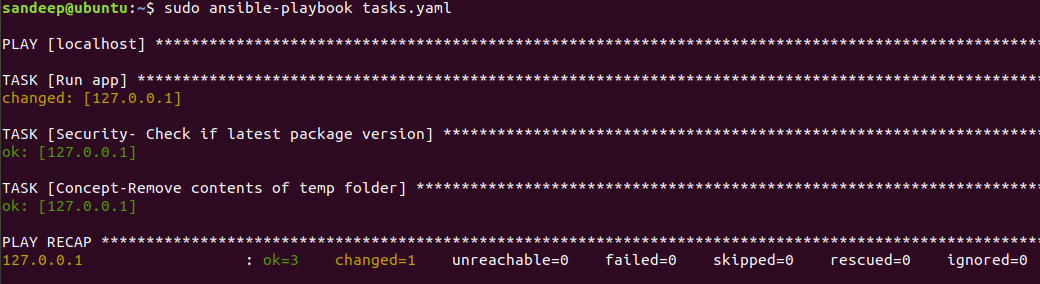 sandeep@ubuntu:~$ sudo ansible-playbook tasks.yaml
PLAY [localhost] **************************************************************************************************
TASK [Run app] ****************************************************************************************************
changed: [127.0.0.1]
TASK [Security- Check if latest package version] ******************************************************************
ok: [127.0.0.1]
TASK [Concept-Remove contents of temp folder] *********************************************************************
ok: [127.0.0.1]
PLAY RECAP ********************************************************************************************************
127.0.0.1                  : ok=3    changed=1    unreachable=0    failed=0    skipped=0    rescued=0    ignored=0